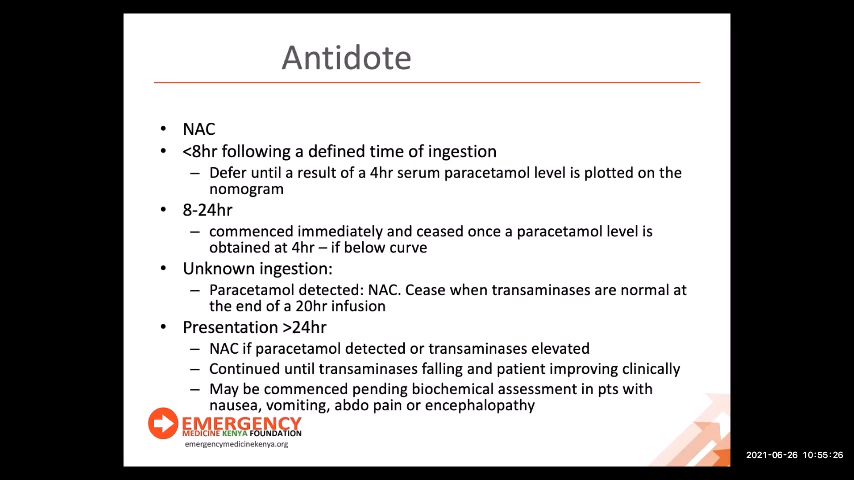 Antidote
• NAC
• <8hr following a defined time of ingestion
– Defer until a result of a 4hr serum paracetamol level is plotted on the
nomogram
• 8-24hr
– commenced immediately and ceased once a paracetamol level is
obtained at 4hr – if below curve
• Unknown ingestion:
– Paracetamol detected: NAC. Cease when transaminases are normal at
the end of a 20hr infusion
• Presentation >24hr
– NAC if paracetamol detected or transaminases elevated
– Continued until transaminases falling and patient improving clinically
– May be commenced pending biochemical assessment in pts with
nausea, vomiting, abdo pain or encephalopathy
EMERGENCY
MEDICINE KENYA FOUNDATION
emergencymedicinekenya.org
2021-06-26 10:55:26